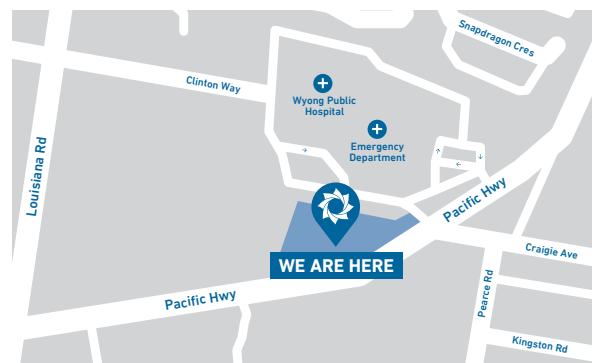 Snapdragon Cres
Clinton Way
Wyong Public
Hospital
Emergency
Department
Louisiana Rd
Pacific Hwy
WE ARE HERE
Craigie Ave
Pacific Hwy
Pearce Rd
Kingston Rd